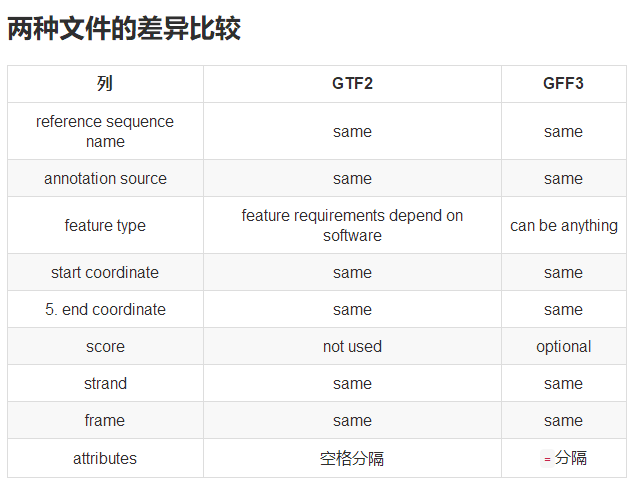 两种文件的差异比较
列 GTF2 GFF3
reference sequence
name same same
annotation source same same
feature type feature requirements depend on
software can be anything
start coordinate same same
5. end coordinate same same
score not used optional
strand same same
frame same same
attributes 空格分隔 =分隔